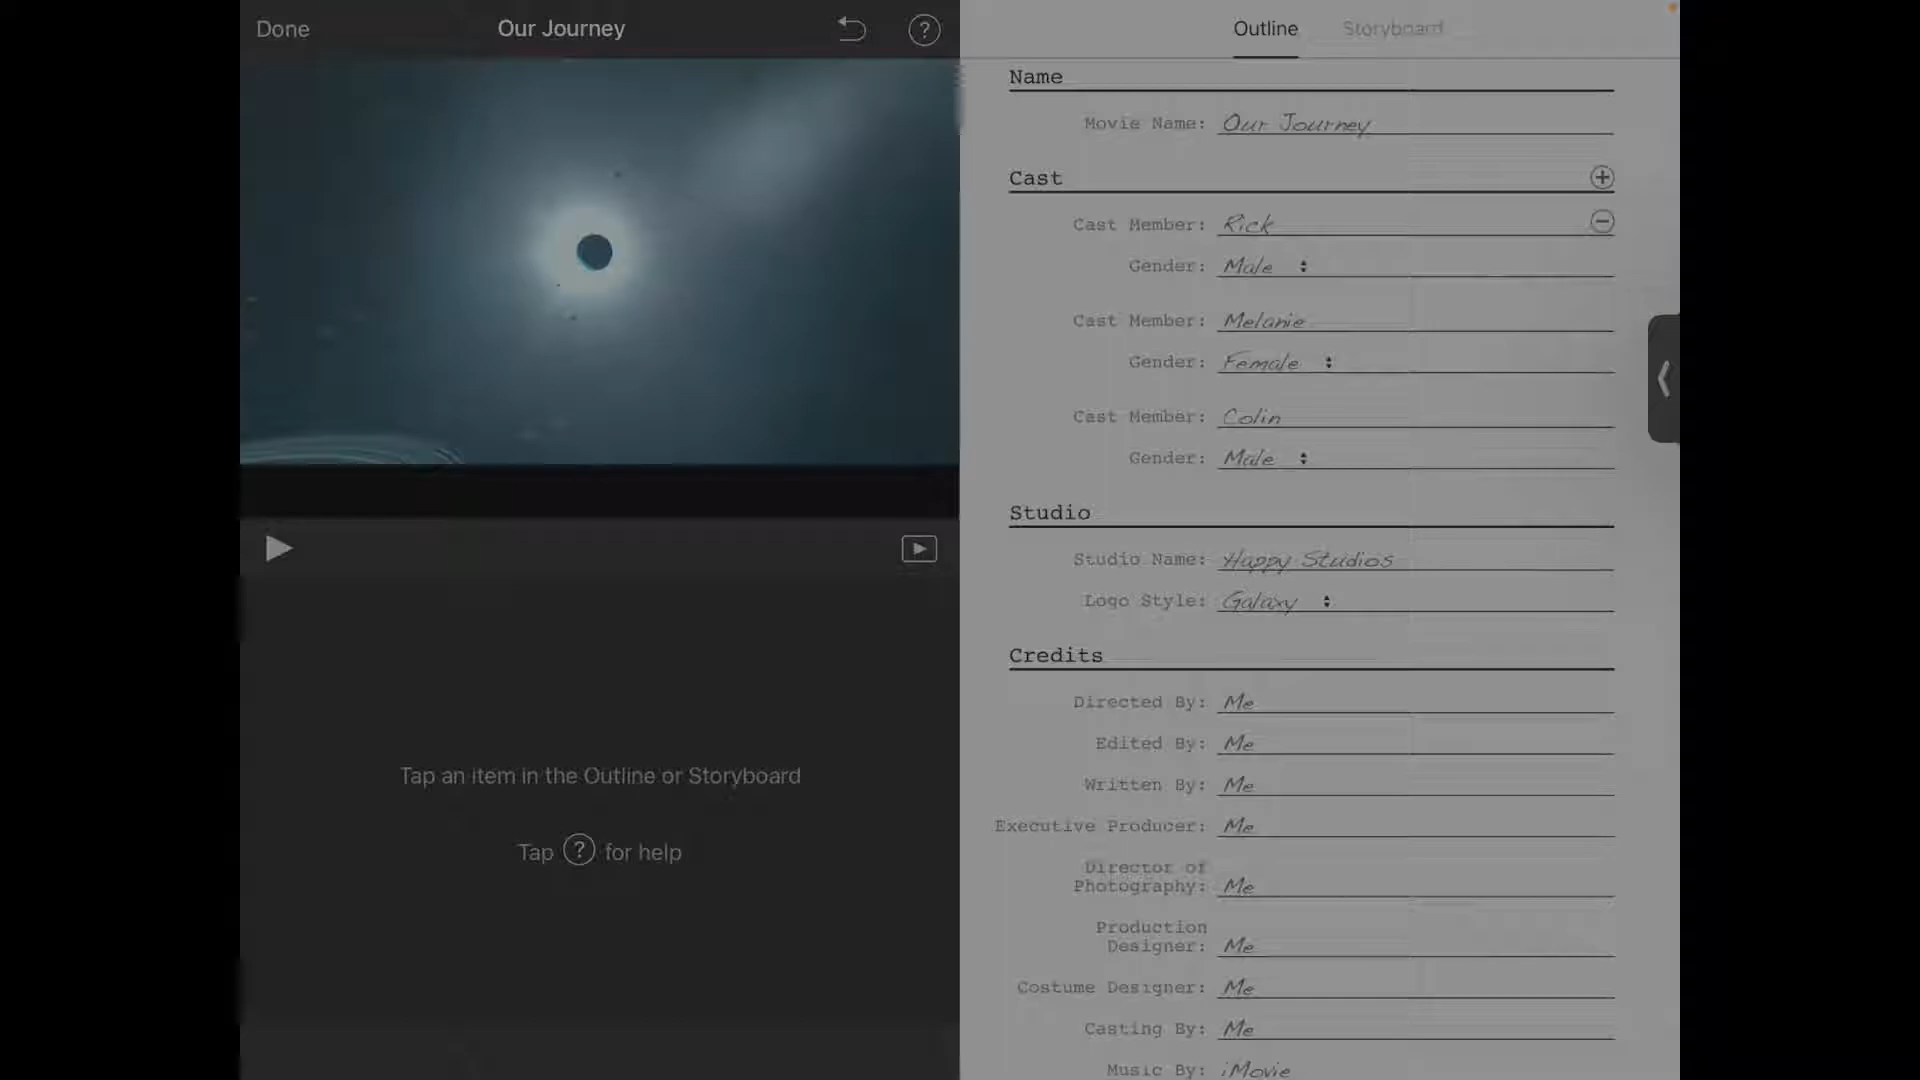 Done
Our Journey
?
Tap an item in the Outline or Storyboard
Tap ? for help
Outline
Storyboard
Name
Movie Name: Our Journey
Cast
Cast Member: Rick
Gender: Male
Cast Member: Melanie
Gender: Female
Cast Member: Colin
Gender: Male
Studio
Studio Name: Happy Studios
Logo Style: Galaxy
Credits
Directed By: Me
Edited By: Me
Written By: Me
Executive Producer: Me
Director of
Photography: Me
Production
Designer: Me
Costume Designer: Me
Casting By: Me
Music By: iMovie